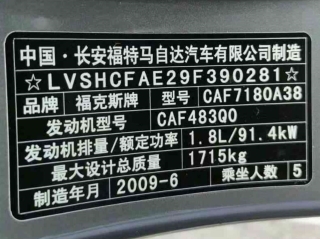 中国·长安福特马自达汽车有限公司制造
☆LVSHCFAE29F390281☆
品牌 福克斯牌 型号 CAF7180A38
发动机型号 CAF483Q0
发动机排量/额定功率 1.8L/91.4kW
最大设计总质量 1715kg
制造年月 2009-6 乘坐人数 5